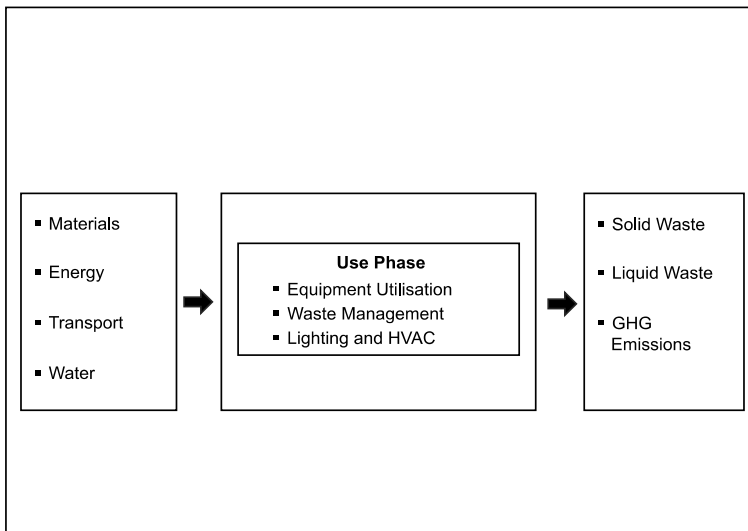 ▪ Materials
▪ Energy
▪ Transport
▪ Water
Use Phase
▪ Equipment Utilisation
▪ Waste Management
▪ Lighting and HVAC
▪ Solid Waste
▪ Liquid Waste
▪ GHG
Emissions